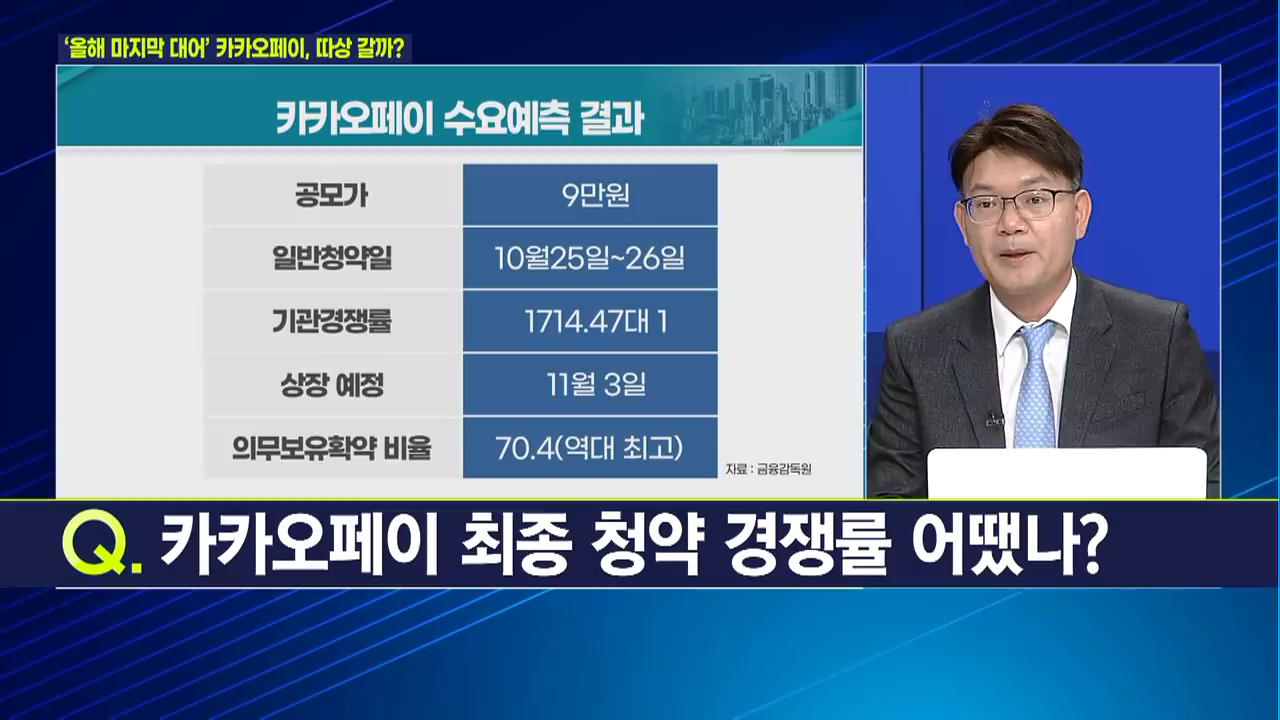 ‘올해 마지막 대어’ 카카오페이, 따상 갈까?
카카오페이 수요예측 결과
공모가 9만원
일반청약일 10월25일~26일
기관경쟁률 1714.47대 1
상장 예정 11월 3일
의무보유확약 비율 70.4(역대 최고)
자료 : 금융감독원
Q. 카카오페이 최종 청약 경쟁률 어땠나?